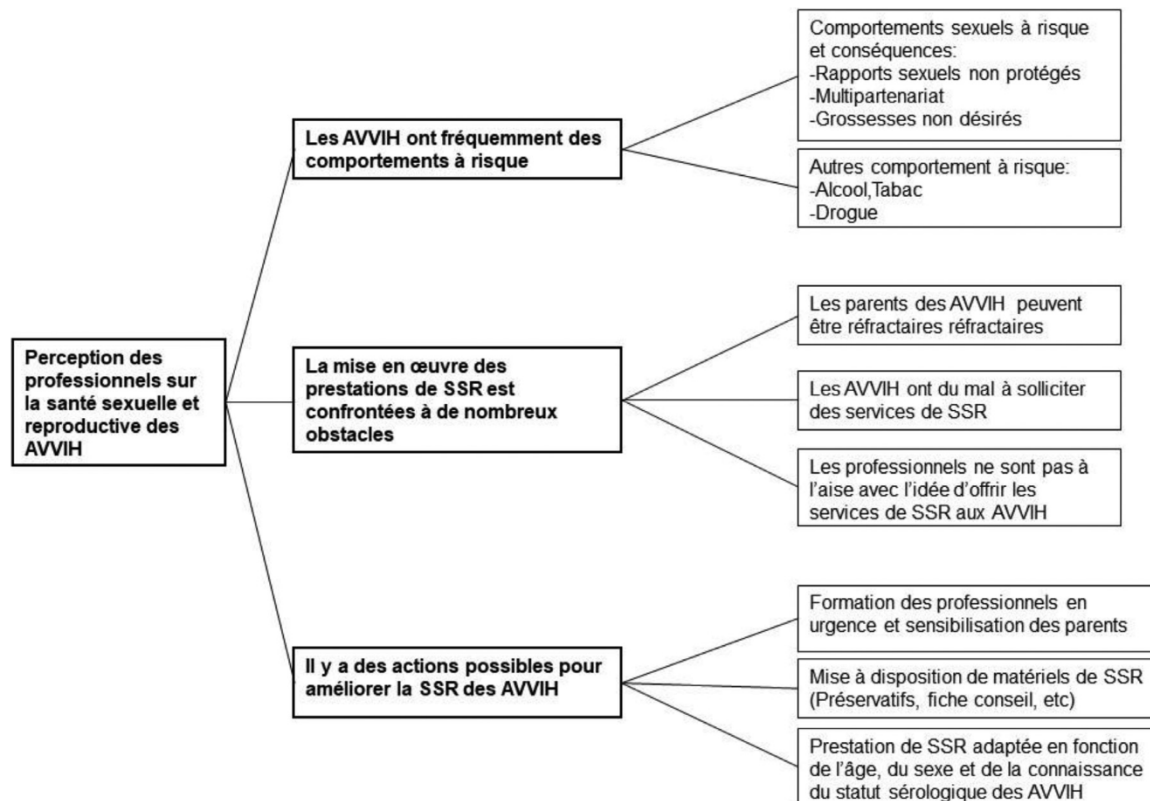 Comportements sexuels à risque
et conséquences:
-Rapports sexuels non protégés
-Multipartenariat
-Grossesses non désirés
Les AVVIH ont fréquemment des
comportements à risque
Autres comportement à risque:
-Alcool,Tabac
-Drogue
Les parents des AVVIH peuvent
être réfractaires réfractaires
Perception des
professionnels sur
la santé sexuelle et
reproductive des
AVVIH
La mise en œuvre des
prestations de SSR est
confrontées à de nombreux
obstacles
Les AVVIH ont du mal à solliciter
des services de SSR
Les professionnels ne sont pas à
l'aise avec l'idée d'offrir les
services de SSR aux AVVIH
Formation des professionnels en
urgence et sensibilisation des parents
Il y a des actions possibles pour
améliorer la SSR des AVVIH
Mise à disposition de matériels de SSR
(Préservatifs, fiche conseil, etc)
Prestation de SSR adaptée en fonction
de l'âge, du sexe et de la connaissance
du statut sérologique des AVVIH